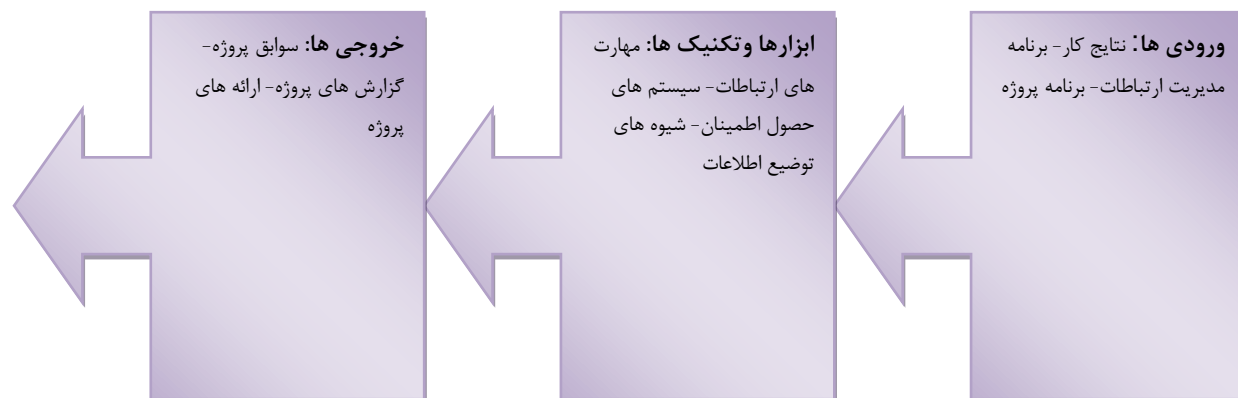 ورودی ها: نتایج کار- برنامه
مدیریت ارتباطات- برنامه پروژه
ابزارها وتکنیک ها: مهارت
های ارتباطات- سیستم های
حصول اطمینان- شیوه های
توضیع اطلاعات
خروجی ها: سوابق پروژه-
گزارش های پروژه- ارائه های
پروژه